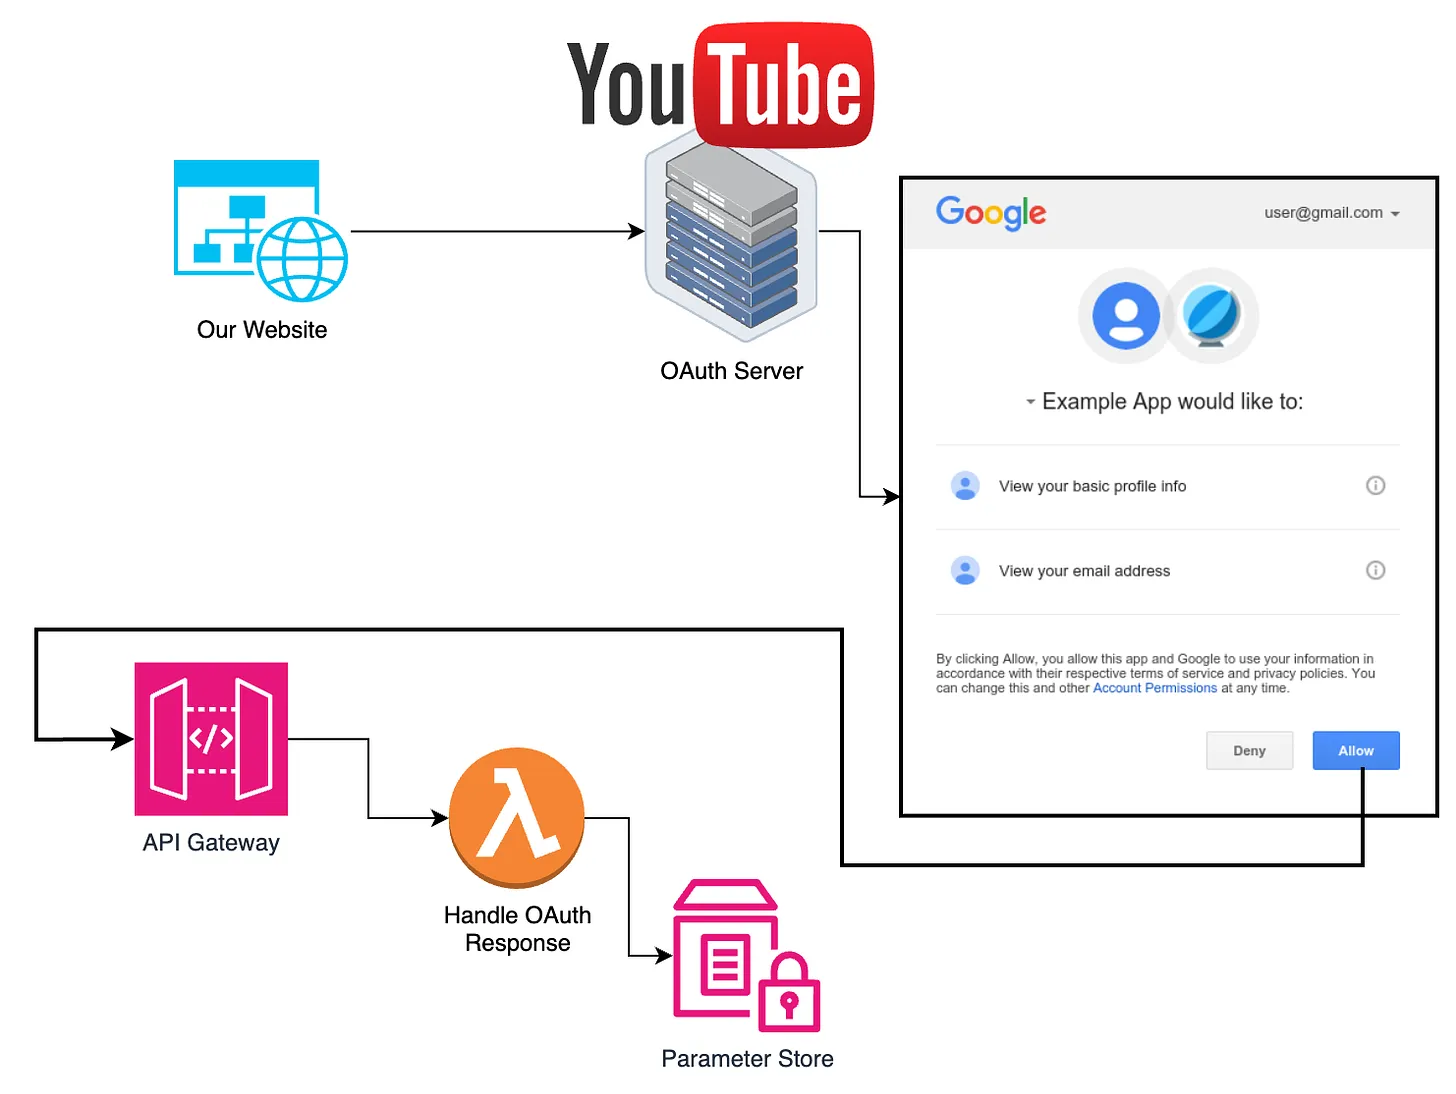 YouTube
Our Website
OAuth Server
Google
user@gmail.com
Example App would like to:
View your basic profile info
View your email address
By clicking Allow, you allow this app and Google to use your information in
accordance with their respective terms of service and privacy policies. You
can change this and other Account Permissions at any time.
Deny
Allow
</>
API Gateway
Handle OAuth
Response
Parameter Store